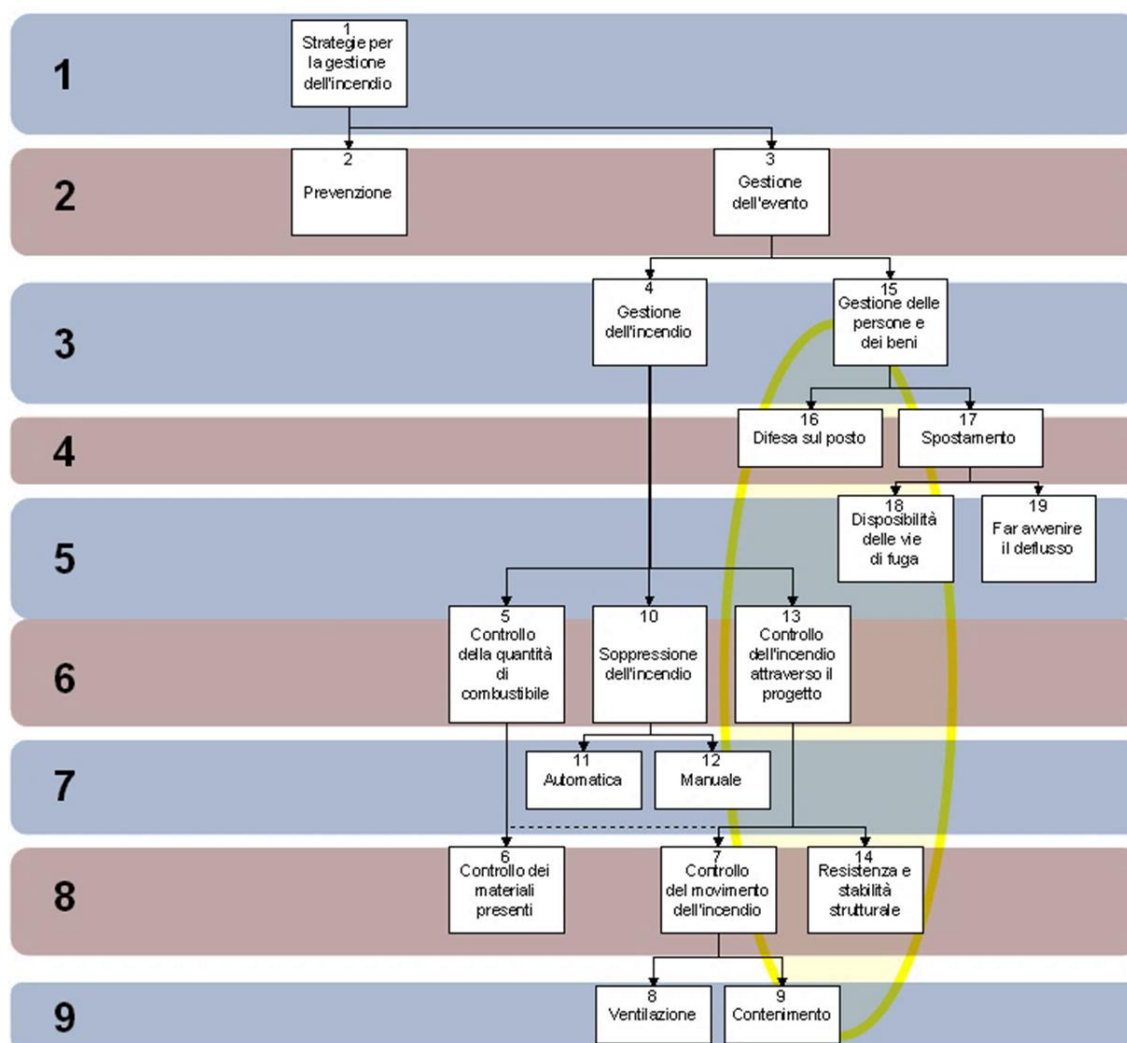 1
1
Strategie per
la gestione
dell'incendio
2
2
Prevenzione
3
Gestione
dell'evento
3
4
Gestione
dell'incendio
15
Gestione delle
persone e
dei beni
4
16
Difesa sul posto
17
Spostamento
5
18
Disposibilità
delle vie
di fuga
19
Far avvenire
il deflusso
6
5
Controllo
della quantità
di
combustibile
10
Soppressione
dell'incendio
13
Controllo
dell'incendio
attraverso il
progetto
7
11
Automatica
12
Manuale
8
6
Controllo dei
materiali
presenti
7
Controllo
del movimento
dell'incendio
14
Resistenza e
stabilità
strutturale
9
8
Ventilazione
9
Contenimento